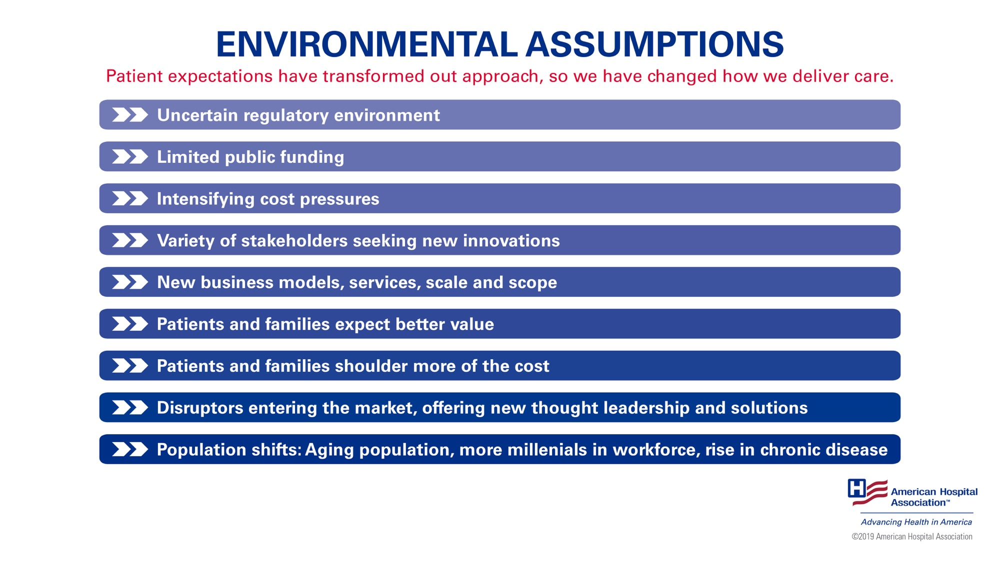 ENVIRONMENTAL ASSUMPTIONS
Patient expectations have transformed out approach, so we have changed how we deliver care.
Uncertain regulatory environment
Limited public funding
Intensifying cost pressures
Variety of stakeholders seeking new innovations
New business models, services, scale and scope
Patients and families expect better value
Patients and families shoulder more of the cost
Disruptors entering the market, offering new thought leadership and solutions
Population shifts: Aging population, more millenials in workforce, rise in chronic disease
H
American Hospital
Association™
Advancing Health in America
©2019 American Hospital Association